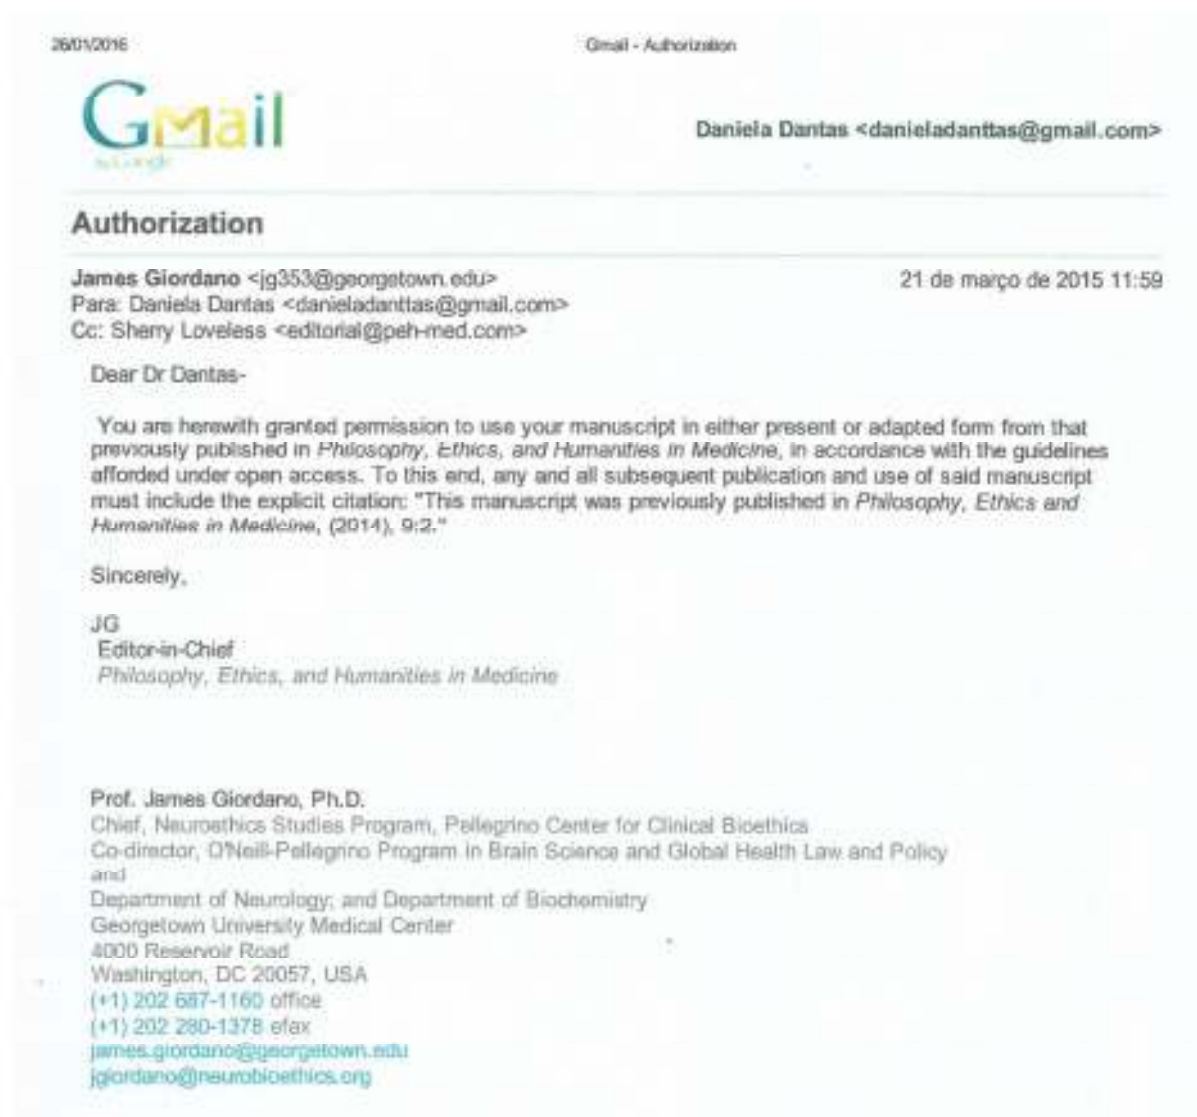 26/01/2016
Gmail - Authorization
Gmail
by Google
Daniela Dantas <danieladanttas@gmail.com>
Authorization
James Giordano <jg353@georgetown.edu>
21 de março de 2015 11:59
Para: Daniela Dantas <danieladanttas@gmail.com>
Cc: Sherry Loveless <editorial@peh-med.com>
Dear Dr Dantas-
You are herewith granted permission to use your manuscript in either present or adapted form from that
previously published in Philosophy, Ethics, and Humanities in Medicine, in accordance with the guidelines
afforded under open access. To this end, any and all subsequent publication and use of said manuscript
must include the explicit citation: "This manuscript was previously published in Philosophy, Ethics and
Humanities in Medicine, (2014), 9:2."
Sincerely,
JG
Editor-in-Chief
Philosophy, Ethics, and Humanities in Medicine
Prof. James Giordano, Ph.D.
Chief, Neuroethics Studies Program, Pellegrino Center for Clinical Bioethics
Co-director, O'Neill-Pellegrino Program in Brain Science and Global Health Law and Policy
and
Department of Neurology; and Department of Biochemistry
Georgetown University Medical Center
4000 Reservoir Road
Washington, DC 20057, USA
(+1) 202 687-1160 office
(+1) 202 280-1378 efax
james.giordano@georgetown.edu
jgiordano@neurobioethics.org